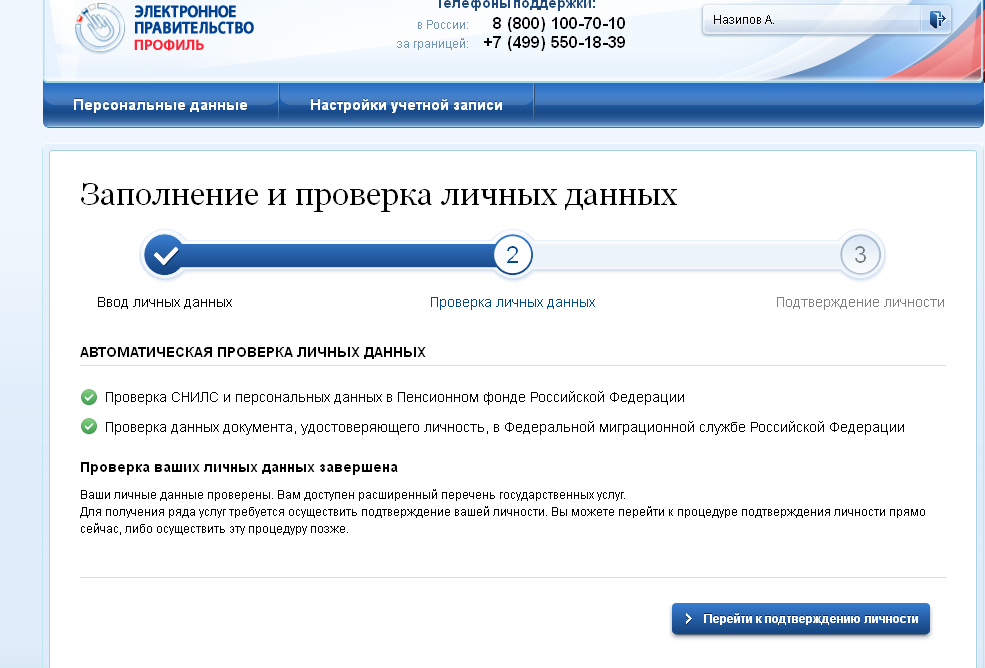 ЭЛЕКТРОННОЕ
ПРАВИТЕЛЬСТВО
ПРОФИЛЬ
Телефоны поддержки:
в России: 8 (800) 100-70-10
за границей: +7 (499) 550-18-39
Назипов А.
Персональные данные
Настройки учетной записи
Заполнение и проверка личных данных
2
3
Ввод личных данных
Проверка личных данных
Подтверждение личности
АВТОМАТИЧЕСКАЯ ПРОВЕРКА ЛИЧНЫХ ДАННЫХ
Проверка СНИЛС и персональных данных в Пенсионном фонде Российской Федерации
Проверка данных документа, удостоверяющего личность, в Федеральной миграционной службе Российской Федерации
Проверка ваших личных данных завершена
Ваши личные данные проверены. Вам доступен расширенный перечень государственных услуг.
Для получения ряда услуг требуется осуществить подтверждение вашей личности. Вы можете перейти к процедуре подтверждения личности прямо
сейчас, либо осуществить эту процедуру позже.
Перейти к подтверждению личности